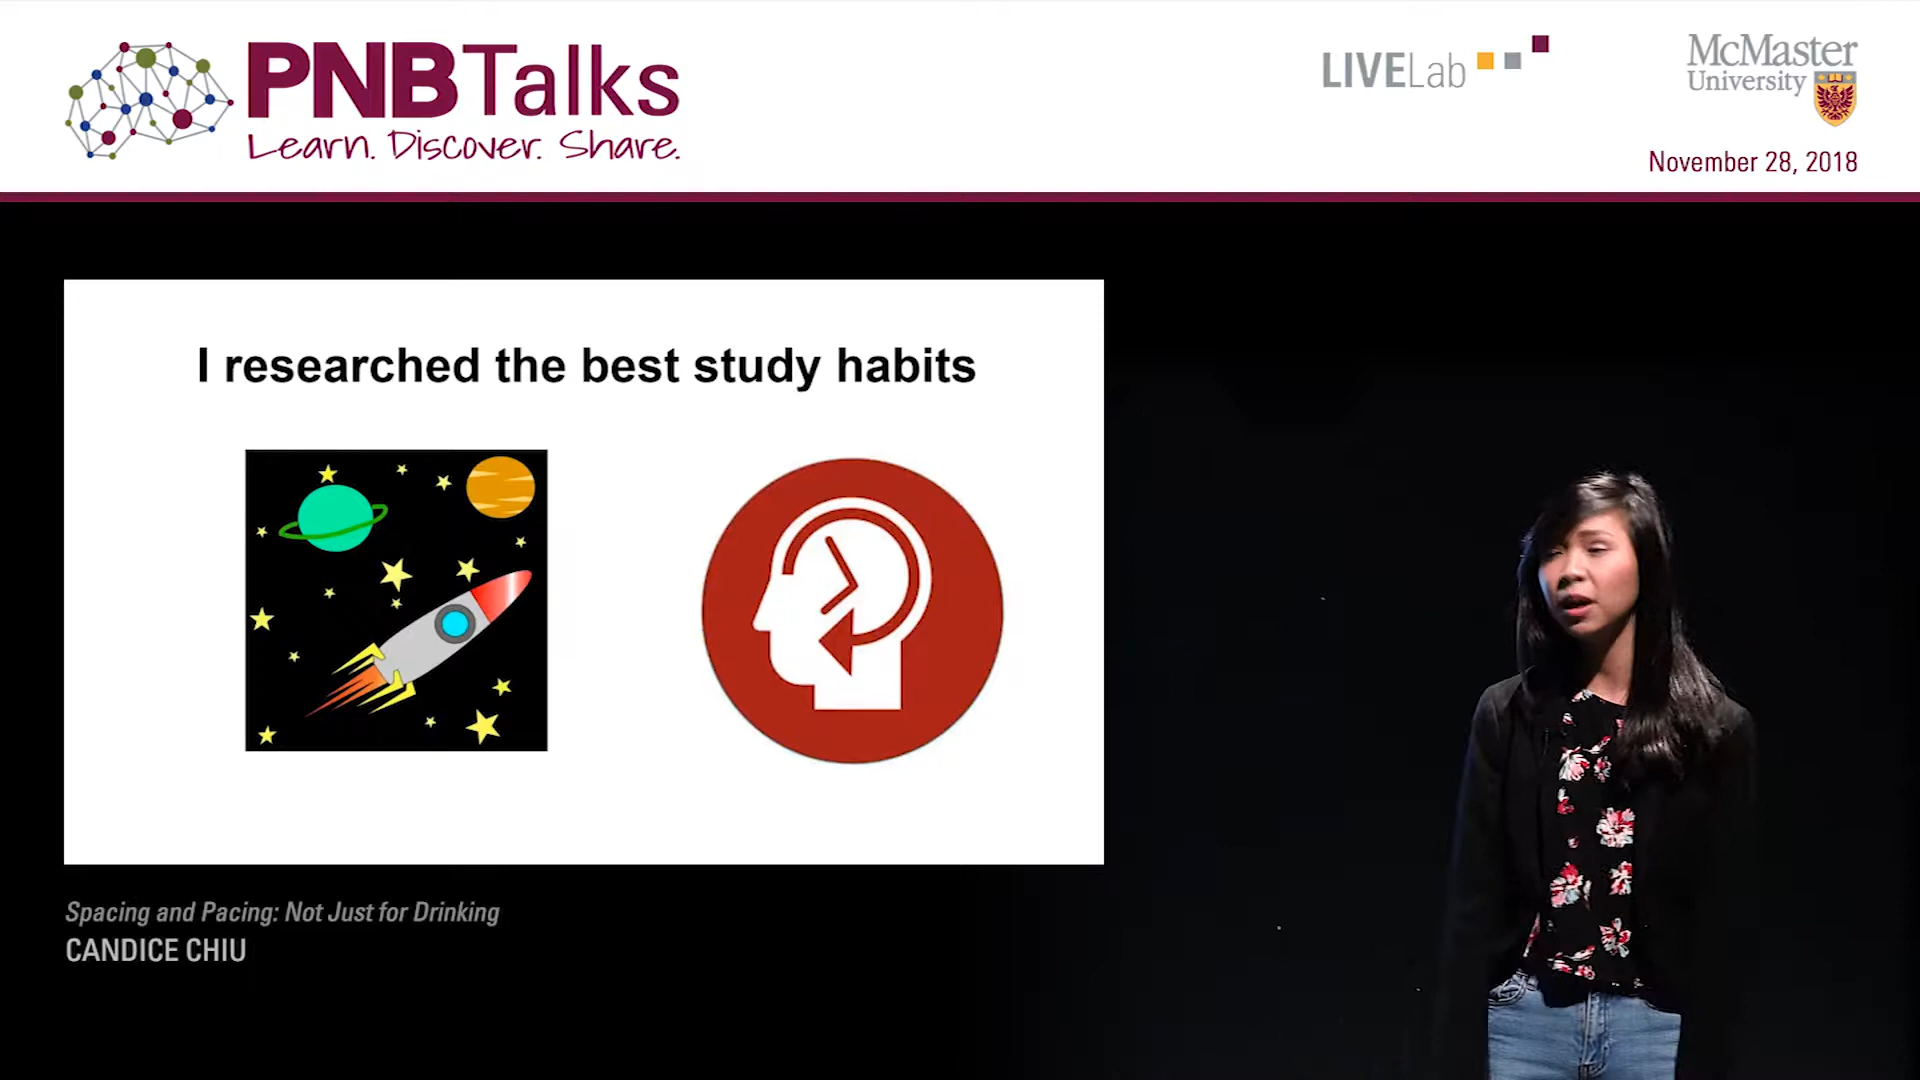 PNBTalks
Learn. Discover. Share.
LIVELab
McMaster
University
November 28, 2018
I researched the best study habits
Spacing and Pacing: Not Just for Drinking
CANDICE CHIU